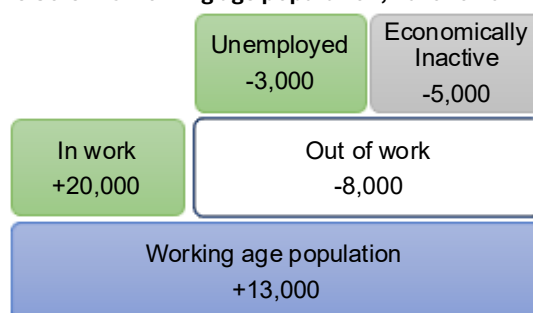 Unemployed
-3,000
Economically
Inactive
-5,000
In work
+20,000
Out of work
-8,000
Working age population
+13,000